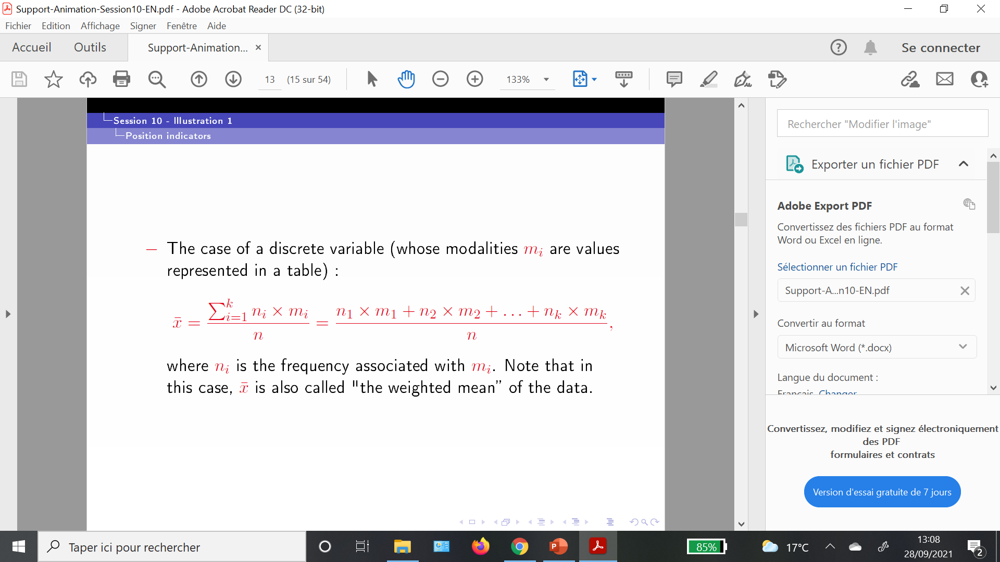 Support-Animation-Session10-EN.pdf - Adobe Acrobat Reader DC (32-bit)
Fichier Edition Affichage Signer Fenêtre Aide
Accueil Outils Support-Animation... × Se connecter
13 (15 sur 54) 133%
Session 10 - Illustration 1
Position indicators
– The case of a discrete variable (whose modalities m_i are values
represented in a table) :
x̄ = \frac{\sum_{i=1}^{k} n_i × m_i}{n} = \frac{n_1 × m_1 + n_2 × m_2 + … + n_k × m_k}{n},
where n_i is the frequency associated with m_i. Note that in
this case, x̄ is also called "the weighted mean” of the data.
Rechercher "Modifier l'image"
Exporter un fichier PDF
Adobe Export PDF
Convertissez des fichiers PDF au format
Word ou Excel en ligne.
Sélectionner un fichier PDF
Support-A...n10-EN.pdf
Convertir au format
Microsoft Word (*.docx)
Langue du document :
Français Changer
Convertissez, modifiez et signez électroniquement
des PDF
formulaires et contrats
Version d'essai gratuite de 7 jours
Taper ici pour rechercher
85%
17°C
13:08
28/09/2021
2